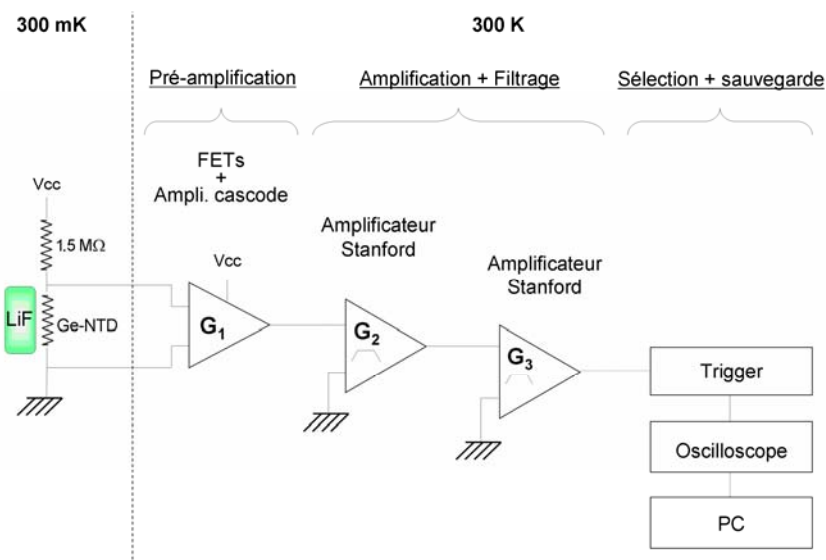 300 mK
300 K
Pré-amplification
Amplification + Filtrage
Sélection + sauvegarde
FETs
+
Ampli. cascode
Vcc
1.5 MΩ
LiF
Ge-NTD
Vcc
G1
Amplificateur
Stanford
G2
Amplificateur
Stanford
G3
Trigger
Oscilloscope
PC